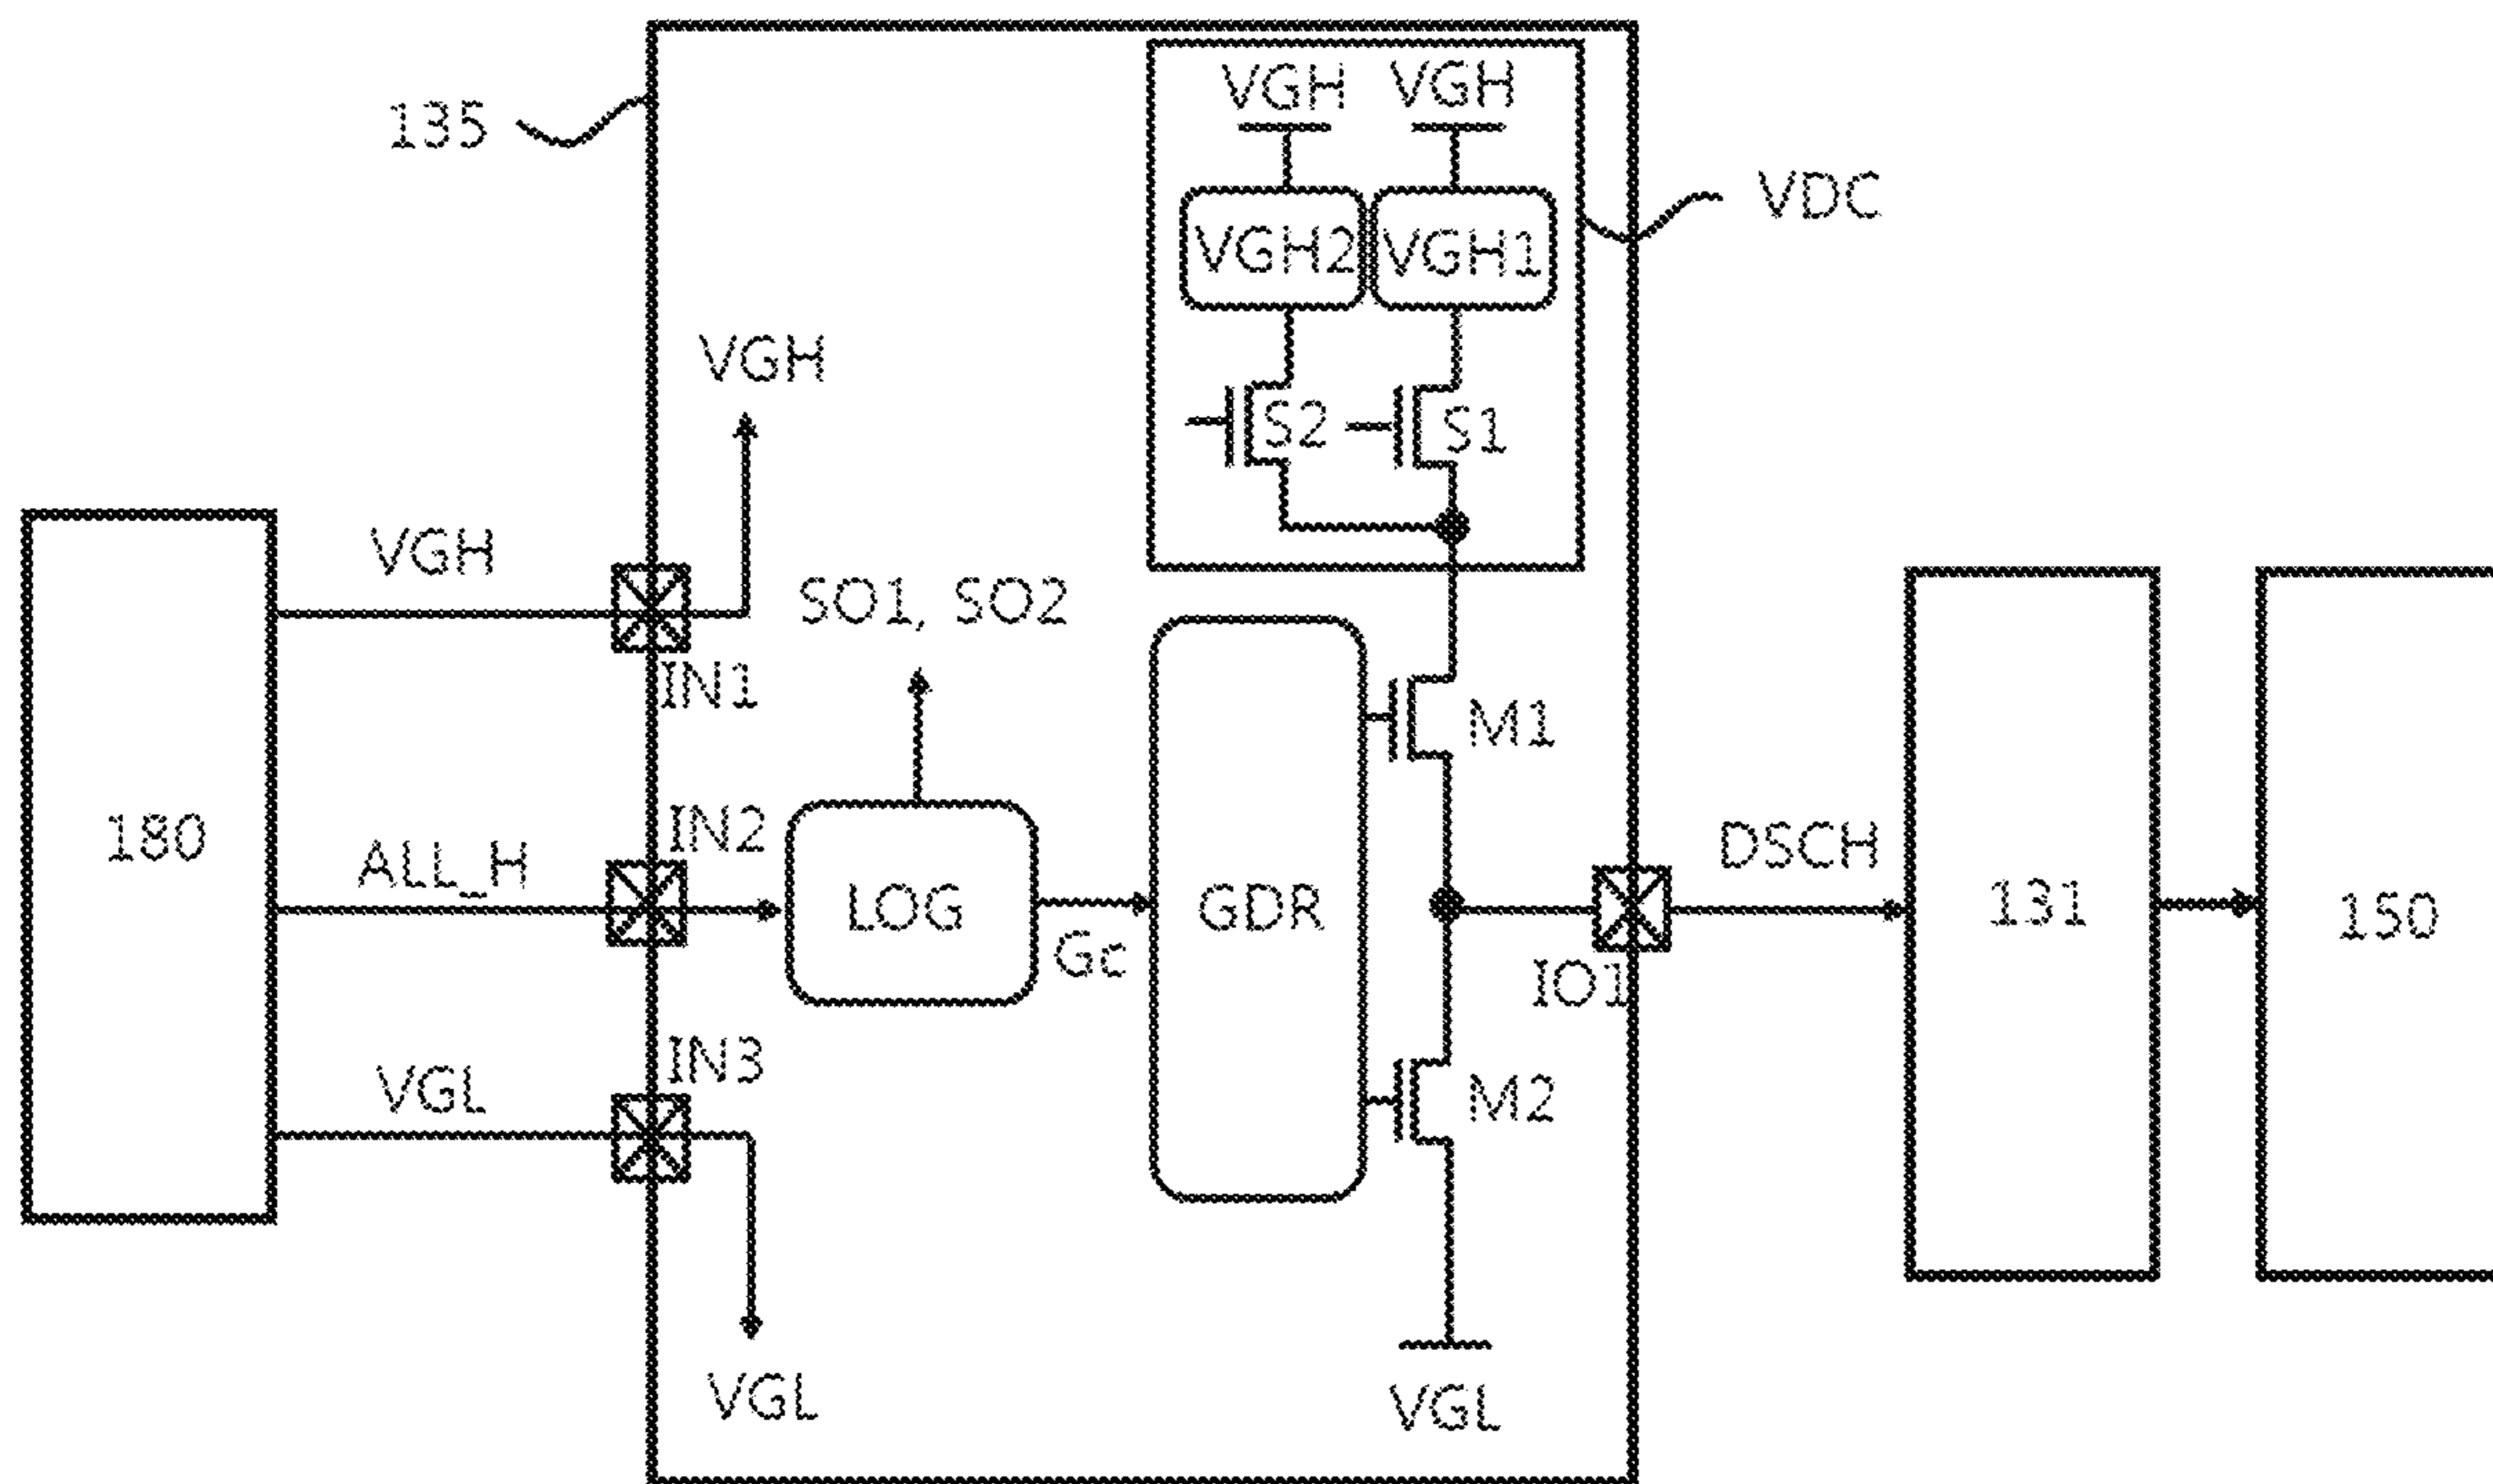 VGH VGH
135
VDC
VGH2 VGH1
VGH
S2 S1
VGH
SO1, SO2
IN1
M1
180
ALL_H
IN2
LOG
Gc
GDR
DSCH
131
150
IO1
VGL
IN3
M2
VGL
VGL